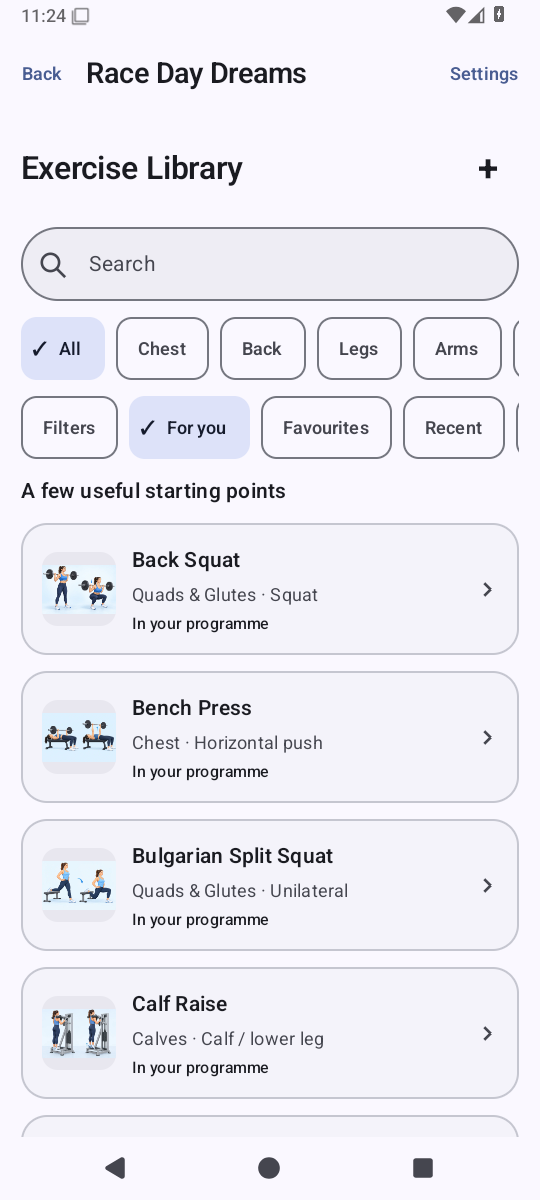 11:24
Back Race Day Dreams Settings
Exercise Library +
Search
✓ All Chest Back Legs Arms
Filters ✓ For you Favourites Recent
A few useful starting points
Back Squat
Quads & Glutes · Squat
In your programme
Bench Press
Chest · Horizontal push
In your programme
Bulgarian Split Squat
Quads & Glutes · Unilateral
In your programme
Calf Raise
Calves · Calf / lower leg
In your programme